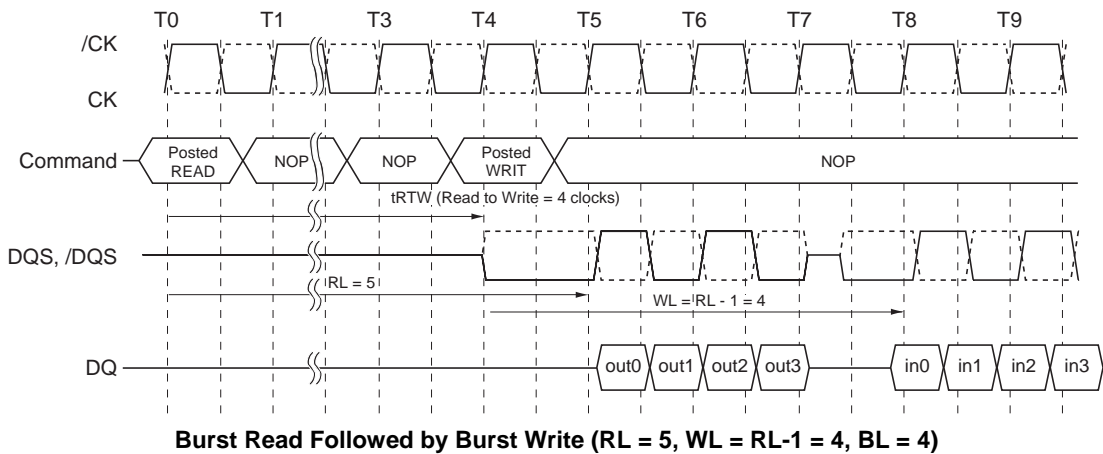 T0 T1 T3 T4 T5 T6 T7 T8 T9
/CK
CK
Command
Posted READ
NOP
NOP
Posted WRIT
NOP
tRTW (Read to Write = 4 clocks)
DQS, /DQS
RL = 5
WL = RL - 1 = 4
DQ
out0 out1 out2 out3 in0 in1 in2 in3
Burst Read Followed by Burst Write (RL = 5, WL = RL-1 = 4, BL = 4)